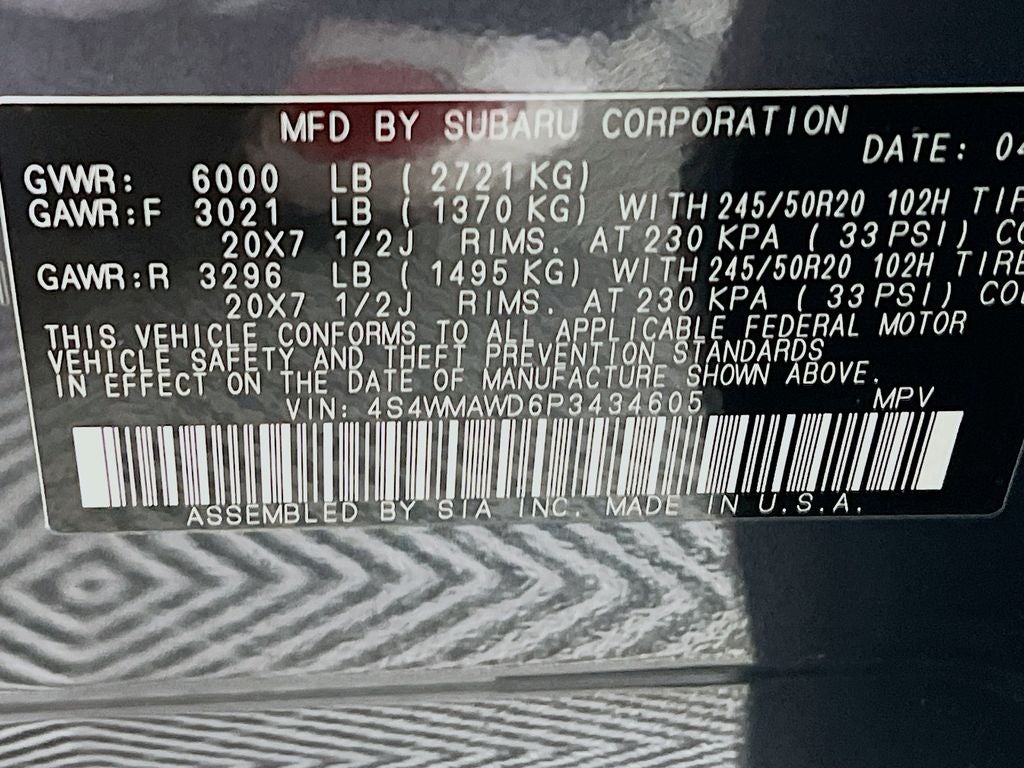 MFD BY SUBARU CORPORATION
DATE: 04
GVWR: 6000 LB ( 2721 KG)
GAWR:F 3021 LB ( 1370 KG) WITH 245/50R20 102H TIR
20X7 1/2J RIMS. AT 230 KPA ( 33 PSI) CO
GAWR:R 3296 LB ( 1495 KG) WITH 245/50R20 102H TIRE
20X7 1/2J RIMS. AT 230 KPA ( 33 PSI) CO
THIS VEHICLE CONFORMS TO ALL APPLICABLE FEDERAL MOTOR
VEHICLE SAFETY AND THEFT PREVENTION STANDARDS
IN EFFECT ON THE DATE OF MANUFACTURE SHOWN ABOVE.
VIN: 4S4WMAWD6P3434605 MPV
ASSEMBLED BY SIA INC. MADE IN U.S.A.